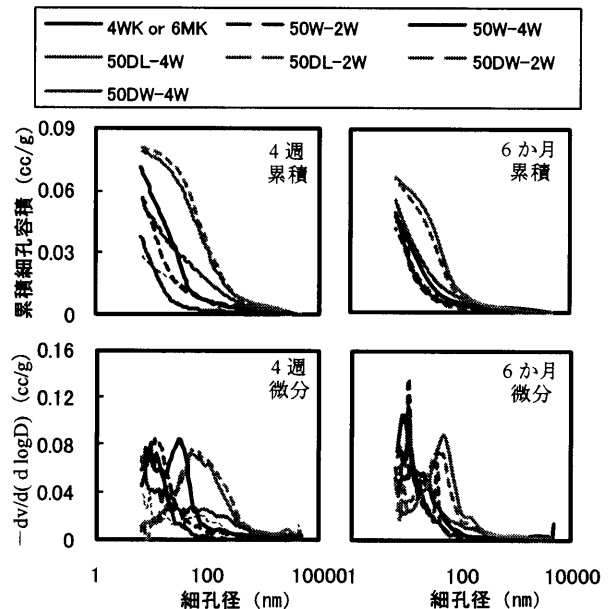 4WK or 6MK 50W-2W 50W-4W
50DL-4W 50DL-2W 50DW-2W
50DW-4W
累積細孔容積 (cc/g)
0.09
0.06
0.03
0
4週
累積
6か月
累積
-dv/d(d logD) (cc/g)
0.16
0.12
0.08
0.04
0
4週
微分
6か月
微分
1 100 10000
1 100 10000
細孔径 (nm) 細孔径 (nm)